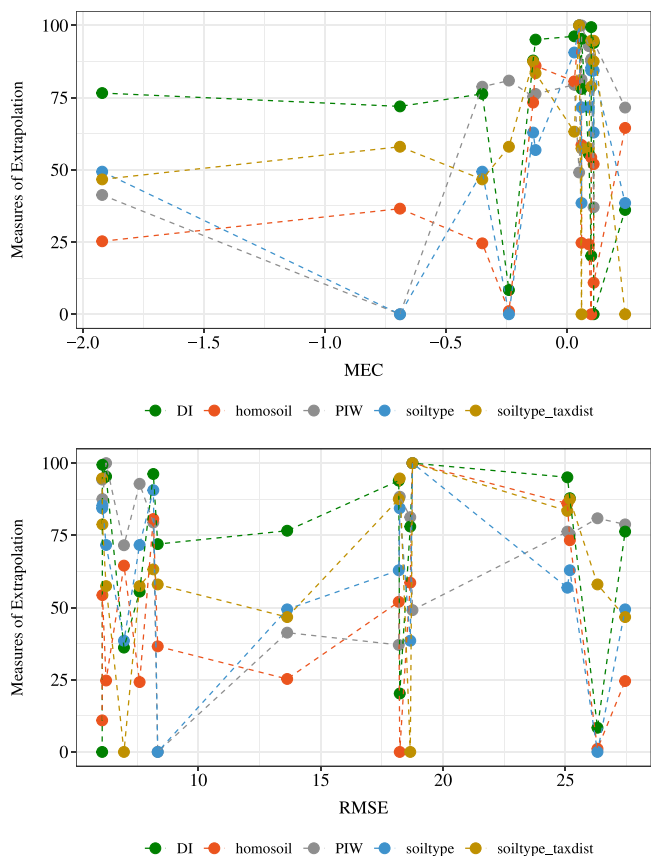 100
75
50
25
0
Measures of Extrapolation
−2.0 −1.5 −1.0 −0.5 0.0
MEC
DI homosoil PIW soiltype soiltype_taxdist
100
75
50
25
0
Measures of Extrapolation
10 15 20 25
RMSE
DI homosoil PIW soiltype soiltype_taxdist